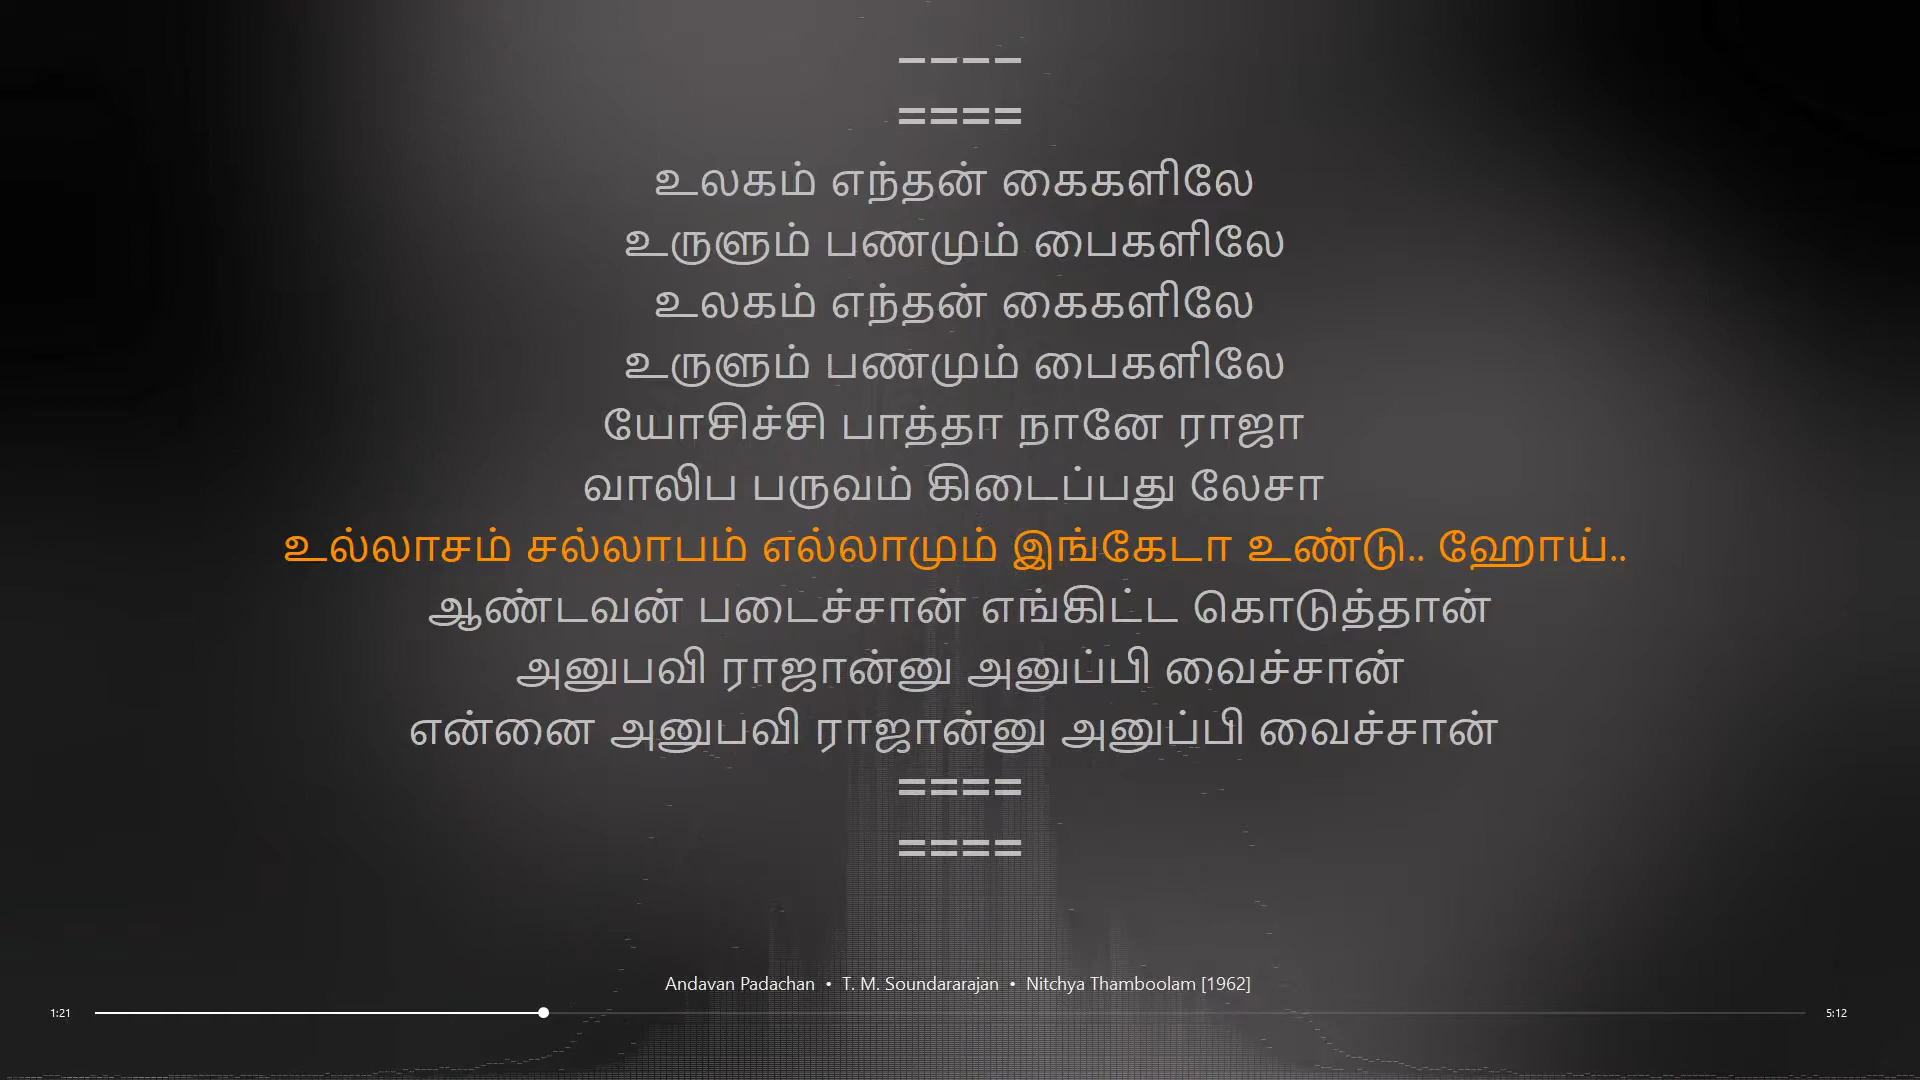 ----
====
உலகம் எந்தன் கைகளிலே
உருளும் பணமும் பைகளிலே
உலகம் எந்தன் கைகளிலே
உருளும் பணமும் பைகளிலே
யோசிச்சி பாத்தா நானே ராஜா
வாலிப பருவம் கிடைப்பது லேசா
உல்லாசம் சல்லாபம் எல்லாமும் இங்கேடா உண்டு.. ஹோய்..
ஆண்டவன் படைச்சான் எங்கிட்ட கொடுத்தான்
அனுபவி ராஜான்னு அனுப்பி வைச்சான்
என்னை அனுபவி ராஜான்னு அனுப்பி வைச்சான்
====
====
Andavan Padachan • T. M. Soundararajan • Nitchya Thamboolam [1962]
1:21 5:12